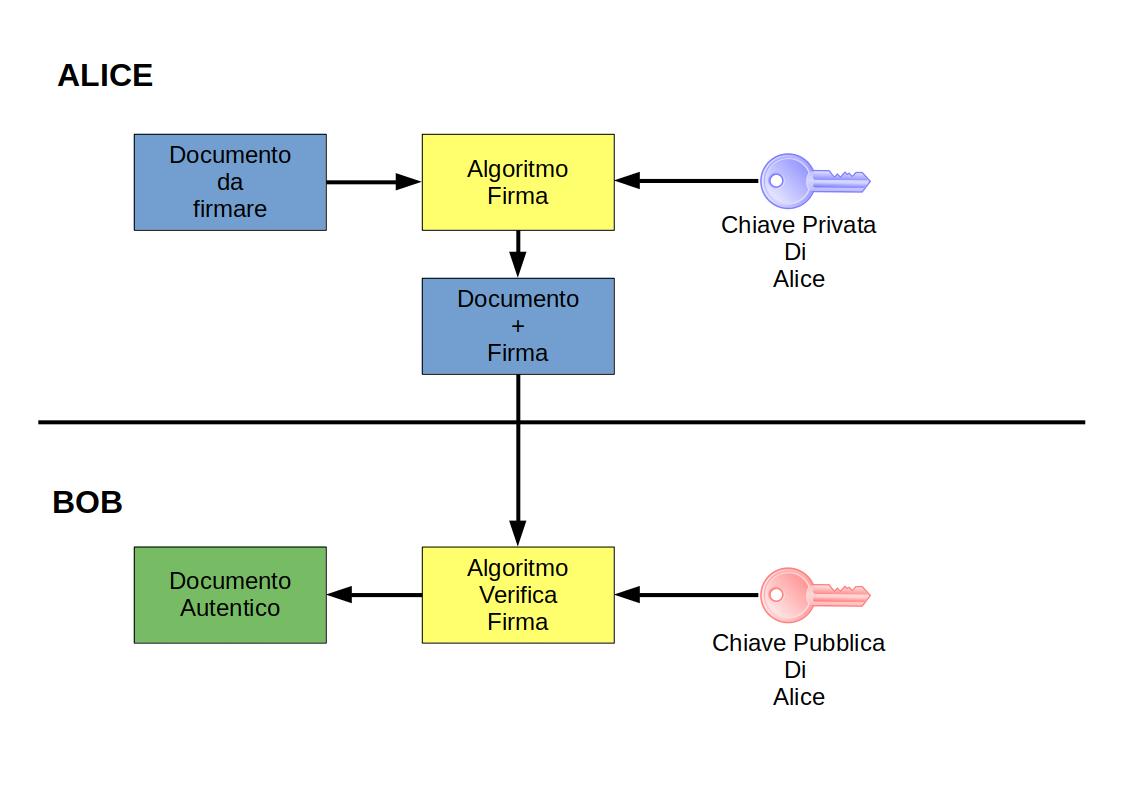 ALICE
Documento
da
firmare
Algoritmo
Firma
Chiave Privata
Di
Alice
Documento
+
Firma
BOB
Documento
Autentico
Algoritmo
Verifica
Firma
Chiave Pubblica
Di
Alice